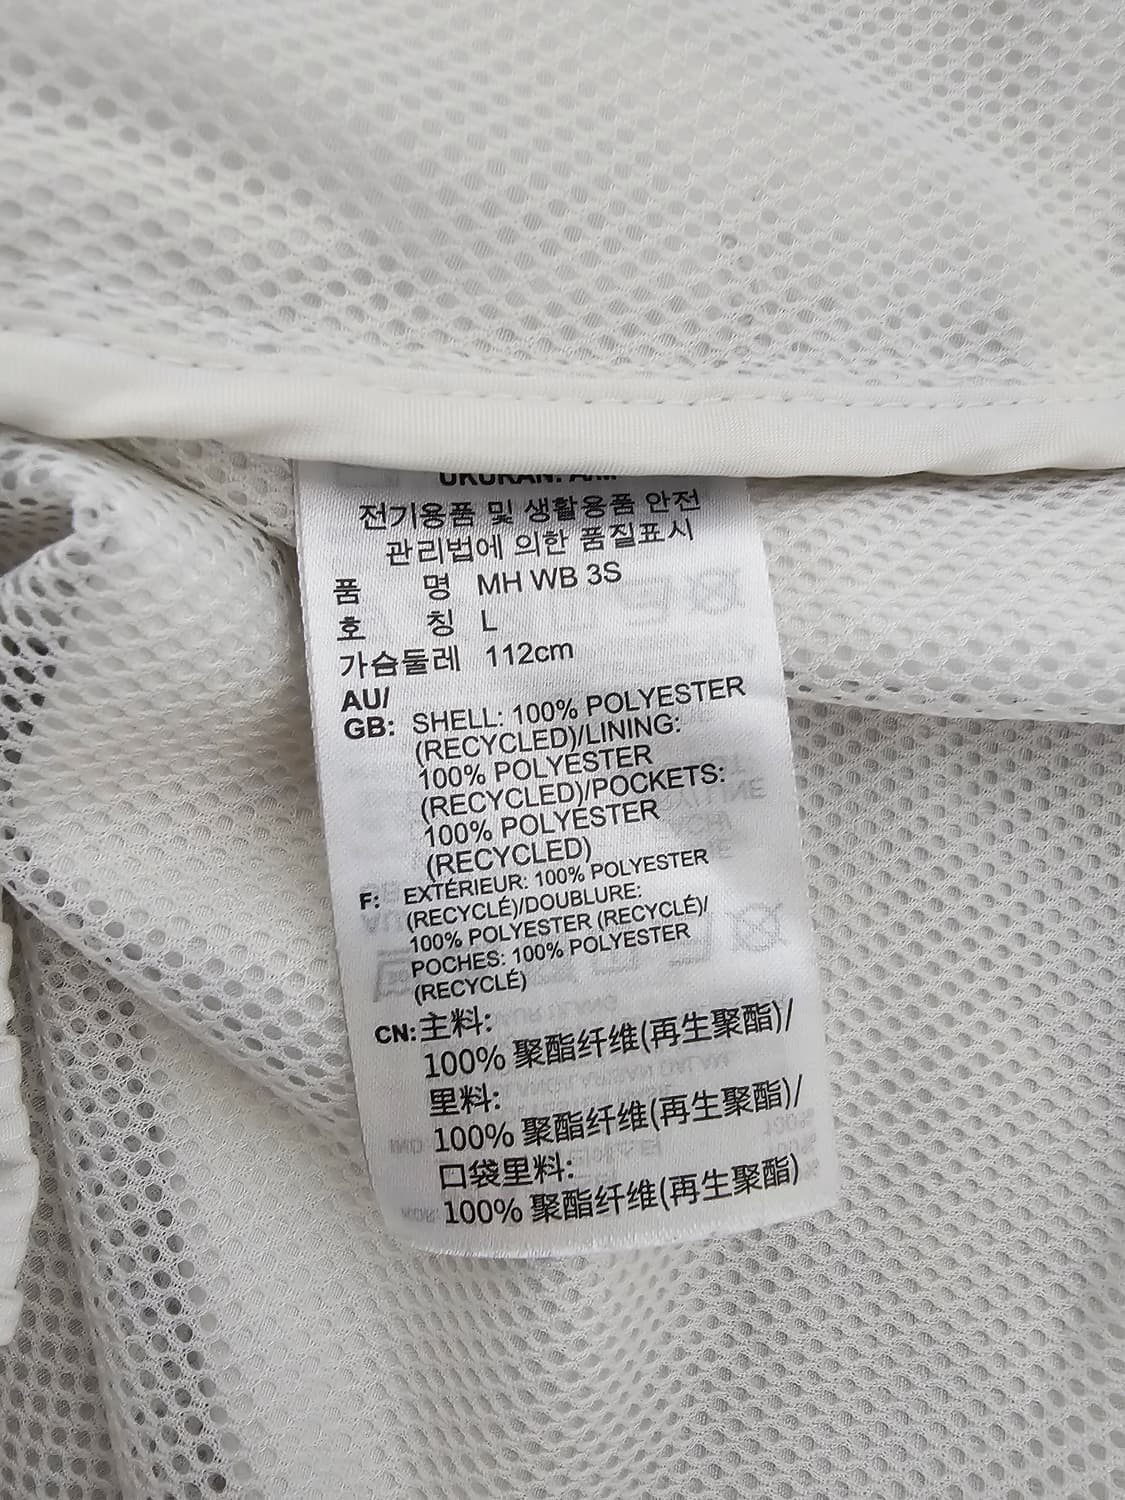 UKURAN: A/M
전기용품 및 생활용품 안전
관리법에 의한 품질표시
품 명 MH WB 3S
호 칭 L
가슴둘레 112cm
AU/
GB: SHELL: 100% POLYESTER
(RECYCLED)/LINING:
100% POLYESTER
(RECYCLED)/POCKETS:
100% POLYESTER
(RECYCLED)
F: EXTÉRIEUR: 100% POLYESTER
(RECYCLÉ)/DOUBLURE:
100% POLYESTER (RECYCLÉ)/
POCHES: 100% POLYESTER
(RECYCLÉ)
CN: 主料:
100% 聚酯纤维(再生聚酯)/
里料:
100% 聚酯纤维(再生聚酯)/
口袋里料:
100% 聚酯纤维(再生聚酯)